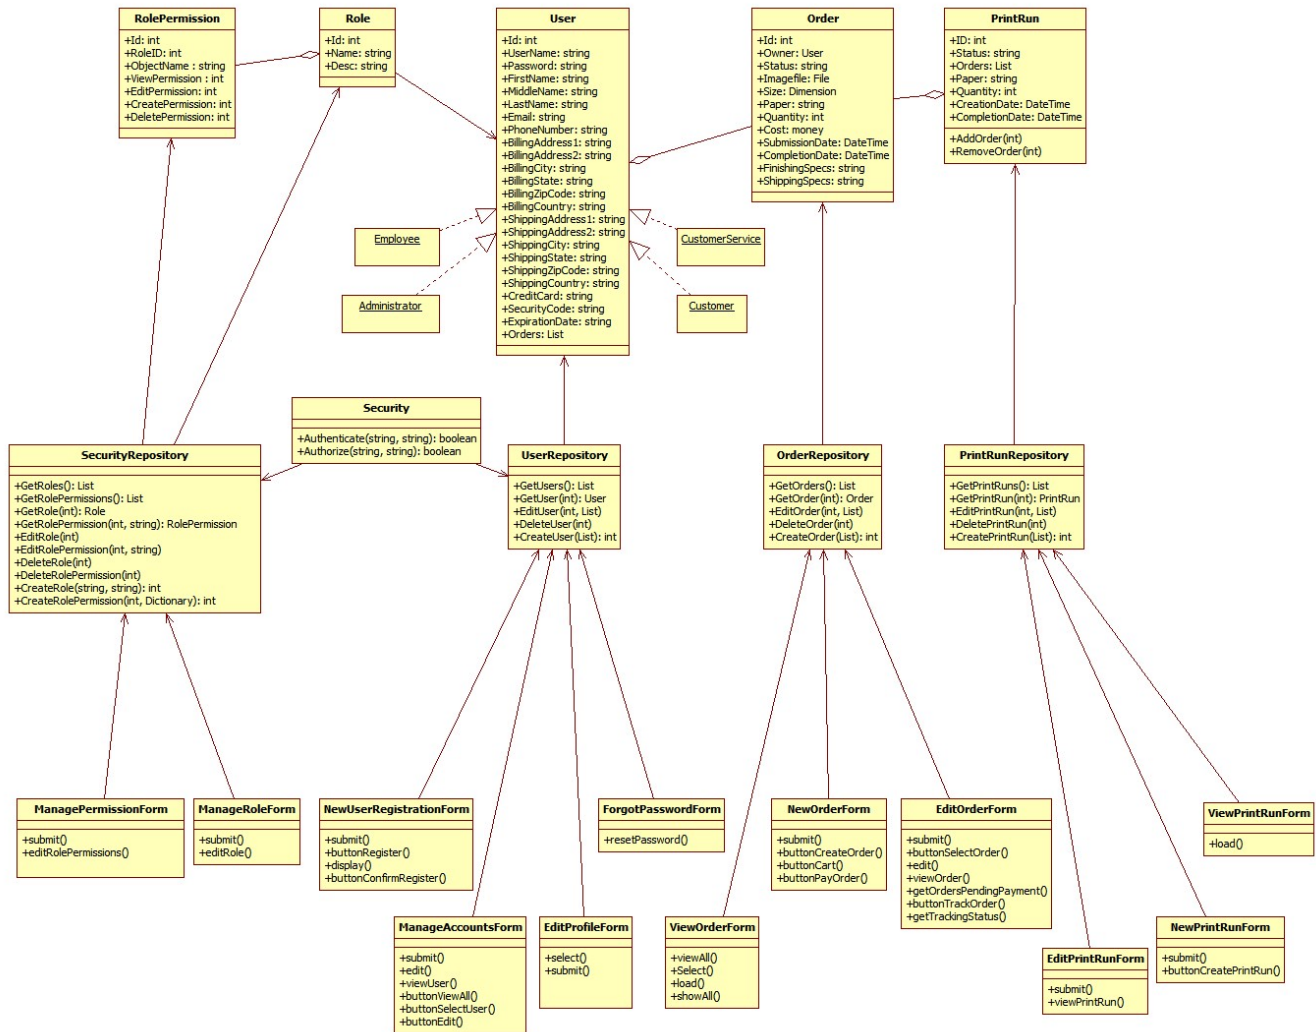 RolePermission
+Id: int
+RoleID: int
+ObjectName : string
+ViewPermission : int
+EditPermission: int
+CreatePermission: int
+DeletePermission: int
Role
+Id: int
+Name: string
+Desc: string
User
+Id: int
+UserName: string
+Password: string
+FirstName: string
+MiddleName: string
+LastName: string
+Email: string
+PhoneNumber: string
+BillingAddress1: string
+BillingAddress2: string
+BillingCity: string
+BillingState: string
+BillingZipCode: string
+BillingCountry: string
+ShippingAddress1: string
+ShippingAddress2: string
+ShippingCity: string
+ShippingState: string
+ShippingZipCode: string
+ShippingCountry: string
+CreditCard: string
+SecurityCode: string
+ExpirationDate: string
+Orders: List
Order
+Id: int
+Owner: User
+Status: string
+Imagefile: File
+Size: Dimension
+Paper: string
+Quantity: int
+Cost: money
+SubmissionDate: DateTime
+CompletionDate: DateTime
+FinishingSpecs: string
+ShippingSpecs: string
PrintRun
+ID: int
+Status: string
+Orders: List
+Paper: string
+Quantity: int
+CreationDate: DateTime
+CompletionDate: DateTime
+AddOrder(int)
+RemoveOrder(int)
Employee
CustomerService
Administrator
Customer
Security
+Authenticate(string, string): boolean
+Authorize(string, string): boolean
SecurityRepository
+GetRoles(): List
+GetRolePermissions(): List
+GetRole(int): Role
+GetRolePermission(int, string): RolePermission
+EditRole(int)
+EditRolePermission(int, string)
+DeleteRole(int)
+DeleteRolePermission(int)
+CreateRole(string, string): int
+CreateRolePermission(int, Dictionary): int
UserRepository
+GetUsers(): List
+GetUser(int): User
+EditUser(int, List)
+DeleteUser(int)
+CreateUser(List): int
OrderRepository
+GetOrders(): List
+GetOrder(int): Order
+EditOrder(int, List)
+DeleteOrder(int)
+CreateOrder(List): int
PrintRunRepository
+GetPrintRuns(): List
+GetPrintRun(int): PrintRun
+EditPrintRun(int, List)
+DeletePrintRun(int)
+CreatePrintRun(List): int
ManagePermissionForm
+submit()
+editRolePermissions()
ManageRoleForm
+submit()
+editRole()
NewUserRegistrationForm
+submit()
+buttonRegister()
+display()
+buttonConfirmRegister()
ForgotPasswordForm
+resetPassword()
NewOrderForm
+submit()
+buttonCreateOrder()
+buttonCart()
+buttonPayOrder()
EditOrderForm
+submit()
+buttonSelectOrder()
+edit()
+viewOrder()
+getOrdersPendingPayment()
+buttonTrackOrder()
+getTrackingStatus()
ViewPrintRunForm
+load()
ManageAccountsForm
+submit()
+edit()
+viewUser()
+buttonViewAll()
+buttonSelectUser()
+buttonEdit()
EditProfileForm
+select()
+submit()
ViewOrderForm
+viewAll()
+Select()
+load()
+showAll()
EditPrintRunForm
+submit()
+viewPrintRun()
NewPrintRunForm
+submit()
+buttonCreatePrintRun()